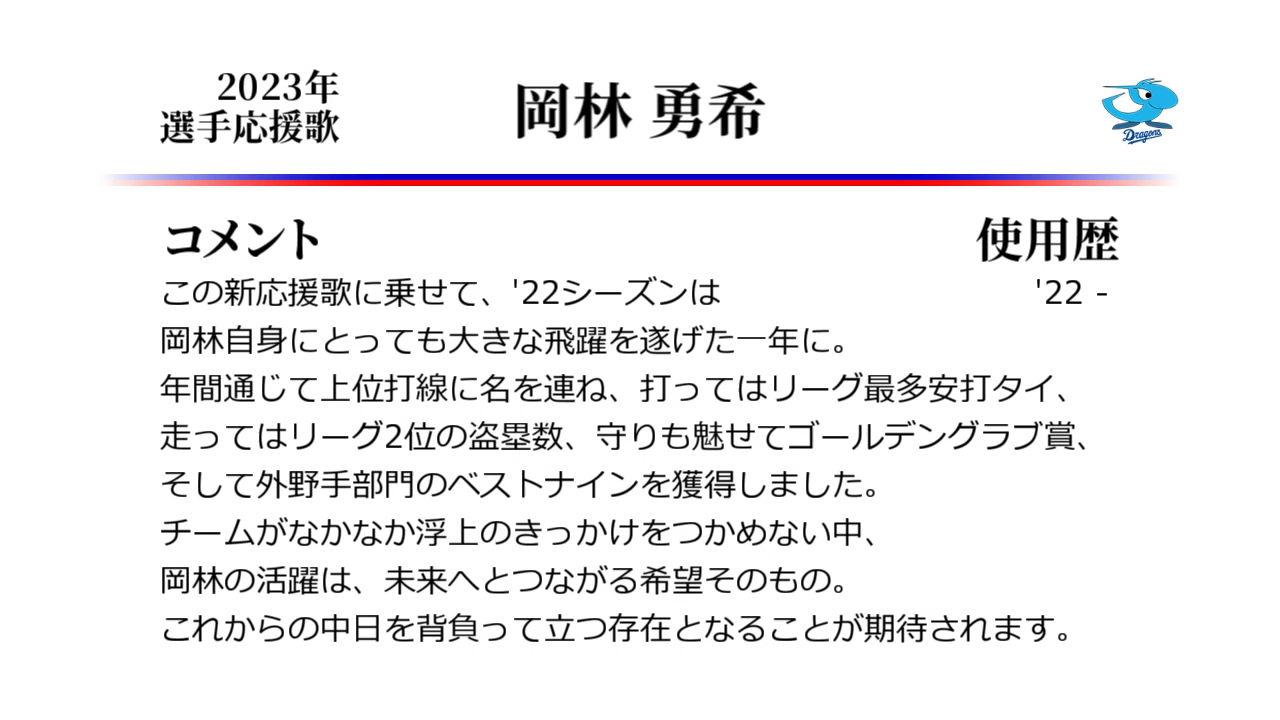 2023年
選手応援歌
岡林 勇希
Dragons
コメント
使用歴
この新応援歌に乗せて、'22シーズンは
'22 -
岡林自身にとっても大きな飛躍を遂げた一年に。
年間通じて上位打線に名を連ね、打ってはリーグ最多安打タイ、
走ってはリーグ2位の盗塁数、守りも魅せてゴールデングラブ賞、
そして外野手部門のベストナインを獲得しました。
チームがなかなか浮上のきっかけをつかめない中、
岡林の活躍は、未来へとつながる希望そのもの。
これからの中日を背負って立つ存在となることが期待されます。